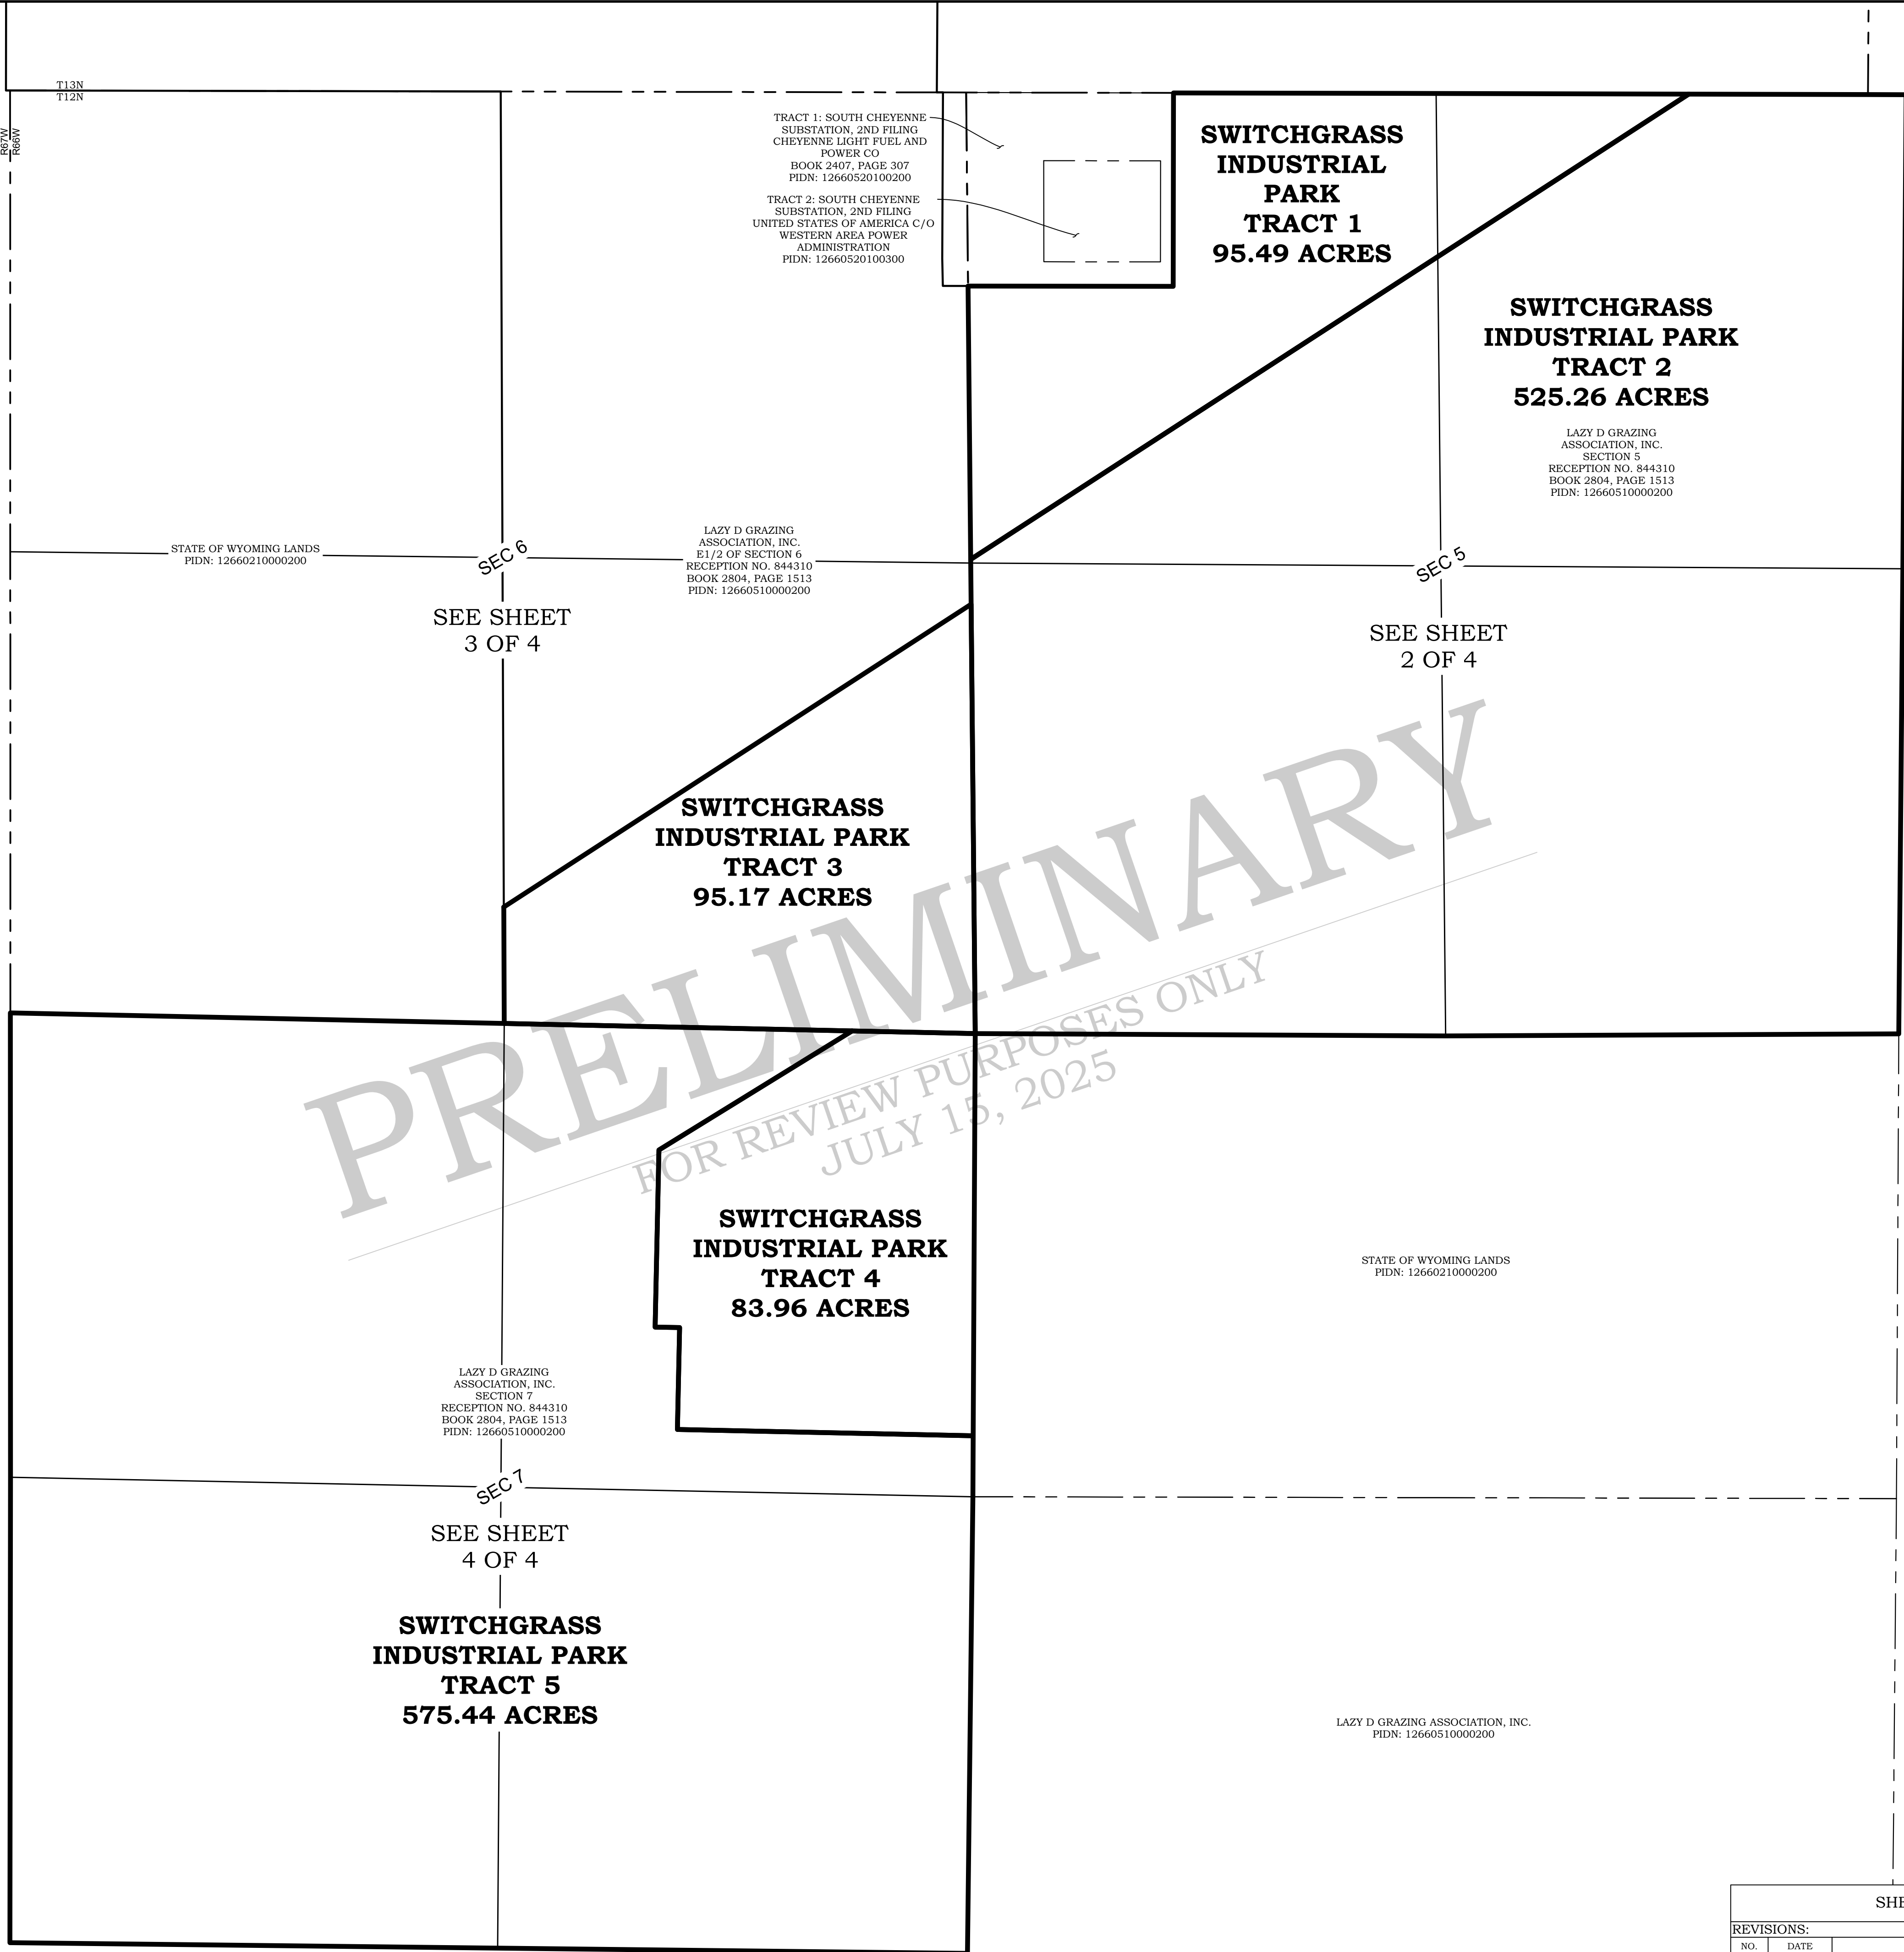 T13N
T12N
R67W
R66W
TRACT 1: SOUTH CHEYENNE
SUBSTATION, 2ND FILING
CHEYENNE LIGHT FUEL AND
POWER CO
BOOK 2407, PAGE 307
PIDN: 12660520100200
TRACT 2: SOUTH CHEYENNE
SUBSTATION, 2ND FILING
UNITED STATES OF AMERICA C/O
WESTERN AREA POWER
ADMINISTRATION
PIDN: 12660520100300
SWITCHGRASS
INDUSTRIAL
PARK
TRACT 1
95.49 ACRES
SWITCHGRASS
INDUSTRIAL PARK
TRACT 2
525.26 ACRES
LAZY D GRAZING
ASSOCIATION, INC.
SECTION 5
RECEPTION NO. 844310
BOOK 2804, PAGE 1513
PIDN: 12660510000200
STATE OF WYOMING LANDS
PIDN: 12660210000200
SEC 6
LAZY D GRAZING
ASSOCIATION, INC.
E1/2 OF SECTION 6
RECEPTION NO. 844310
BOOK 2804, PAGE 1513
PIDN: 12660510000200
SEC 5
SEE SHEET
3 OF 4
SEE SHEET
2 OF 4
SWITCHGRASS
INDUSTRIAL PARK
TRACT 3
95.17 ACRES
PRELIMINARY
FOR REVIEW PURPOSES ONLY
JULY 15, 2025
SWITCHGRASS
INDUSTRIAL PARK
TRACT 4
83.96 ACRES
STATE OF WYOMING LANDS
PIDN: 12660210000200
LAZY D GRAZING
ASSOCIATION, INC.
SECTION 7
RECEPTION NO. 844310
BOOK 2804, PAGE 1513
PIDN: 12660510000200
SEC 7
SEE SHEET
4 OF 4
SWITCHGRASS
INDUSTRIAL PARK
TRACT 5
575.44 ACRES
LAZY D GRAZING ASSOCIATION, INC.
PIDN: 12660510000200
REVISIONS:
NO. DATE